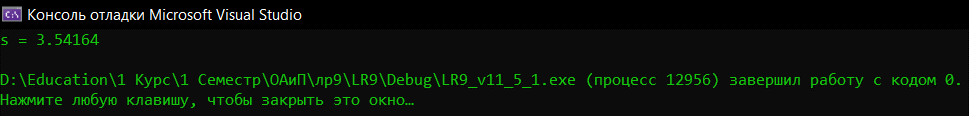 Консоль отладки Microsoft Visual Studio
s = 3.54164
D:\Education\1 Курс\1 Семестр\ОАиП\лр9\LR9\Debug\LR9_v11_5_1.exe (процесс 12956) завершил работу с кодом 0.
Нажмите любую клавишу, чтобы закрыть это окно…